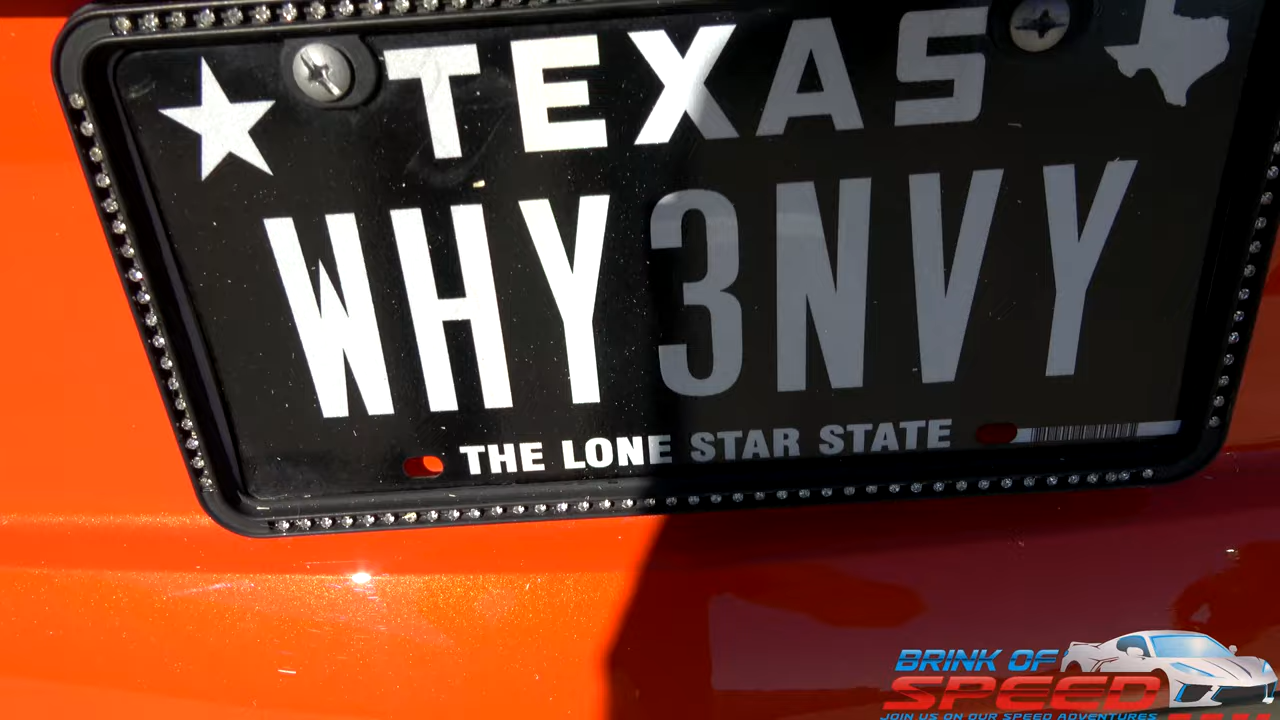 TEXAS
WHY3NVY
THE LONE STAR STATE
BRINK OF
SPEED
JOIN US ON OUR SPEED ADVENTURES